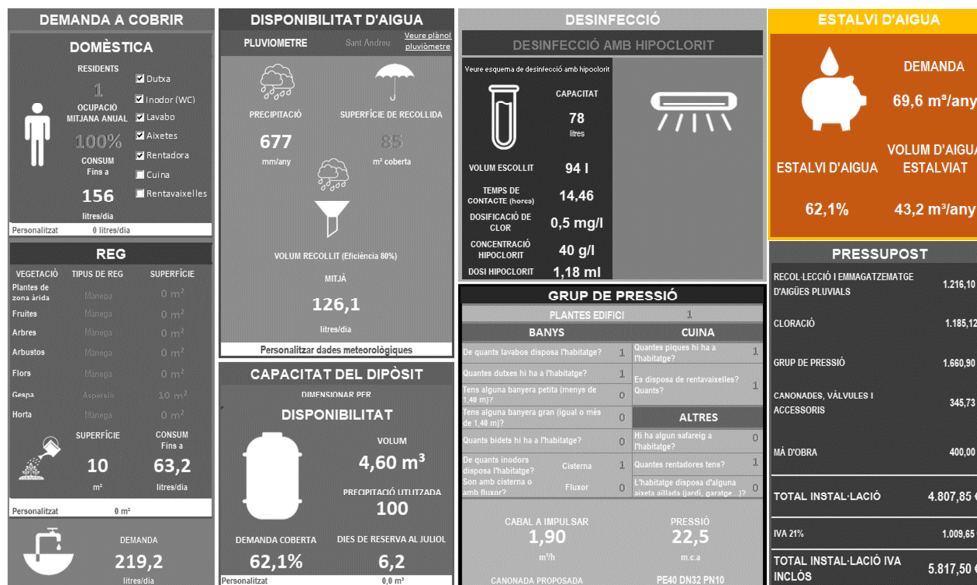 DEMANDA A COBRIR
DOMÈSTICA
RESIDENTS
1
OCUPACIO
MITJANA ANUAL
100%
CONSUM
Fins a
156
litres/dia
Dutxa
Inodor (WC)
Lavabo
Aixetes
Rentadora
Cuina
Rentavaixelles
Personalitzat 0 litres/dia
REG
VEGETACIÓ TIPUS DE REG SUPERFÍCIE
Plantes de
zona àrida Mànega 0 m²
Fruites Mànega 0 m²
Arbres Mànega 0 m²
Arbustos Mànega 0 m²
Flors Mànega 0 m²
Gespa Aspersió 10 m²
Horta Mànega 0 m²
SUPERFÍCIE
10
m²
CONSUM
Fins a
63,2
litres/dia
Personalitzat 0 m²
DEMANDA
219,2
litres/dia
DISPONIBILITAT D'AIGUA
PLUVIOMETRE Sant Andreu
Veure plànol
pluviòmetre
PRECIPITACIÓ
677
mm/any
SUPERFÍCIE DE RECOLLIDA
85
m² coberta
VOLUM RECOLLIT (Eficiència 80%)
MITJÀ
126,1
litres/dia
Personalitzar dades meteorològiques
CAPACITAT DEL DIPÒSIT
DIMENSIONAR PER
DISPONIBILITAT
VOLUM
4,60 m³
PRECIPITACIÓ UTLITZADA
100
DEMANDA COBERTA
62,1%
DIES DE RESERVA AL JULIOL
6,2
Personalitzat 0,0 m³
DESINFECCIÓ
DESINFECCIÓ AMB HIPOCLORIT
Veure esquema de desinfecció amb hipoclorit
CAPACITAT
78
litres
VOLUM ESCOLLIT 94 l
TEMPS DE
CONTACTE (hores) 14,46
DOSIFICACIÓ DE
CLOR 0,5 mg/l
CONCENTRACIÓ
HIPOCLORIT 40 g/l
DOSI HIPOCLORIT 1,18 ml
GRUP DE PRESSIÓ
PLANTES EDIFICI 1
BANYS
De quants lavabos disposa l'habitatge? 1
Quantes dutxes hi ha a l'habitatge? 1
Tens alguna banyera petita (menys de
1,40 m)? 0
Tens alguna banyera gran (igual o més
de 1,40 m)? 0
Quants bidets hi ha a l'habitatge? 0
De quants inodors
disposa l'habitatge? Cisterna 1
Son amb cisterna o
amb fluxor? Fluxor 0
CUINA
Quantes piques hi ha a
l'habitatge? 1
Es disposa de rentavaixelles?
Quants? 1
ALTRES
Hi ha algun safareig a
l'habitatge? 0
Quantes rentadores tens? 1
L'habitatge disposa d'alguna
aixeta aïllada (jardí, garatge...)? 0
CABAL A IMPULSAR
1,90
m³/h
PRESSIÓ
22,5
m.c.a
CANONADA PROPOSADA PE40 DN32 PN10
ESTALVI D'AIGUA
DEMANDA
69,6 m³/any
ESTALVI D'AIGUA
62,1%
VOLUM D'AIGUA
ESTALVIAT
43,2 m³/any
PRESSUPOST
RECOL·LECCIÓ I EMMAGATZEMATGE
D'AIGÜES PLUVIALS 1.216,10
CLORACIÓ 1.185,12
GRUP DE PRESSIÓ 1.660,90
CANONADES, VÀLVULES I
ACCESSORIS 345,73
MÀ D'OBRA 400,00
TOTAL INSTAL·LACIÓ 4.807,85 €
IVA 21% 1.009,65
TOTAL INSTAL·LACIÓ IVA
INCLÒS 5.817,50 €